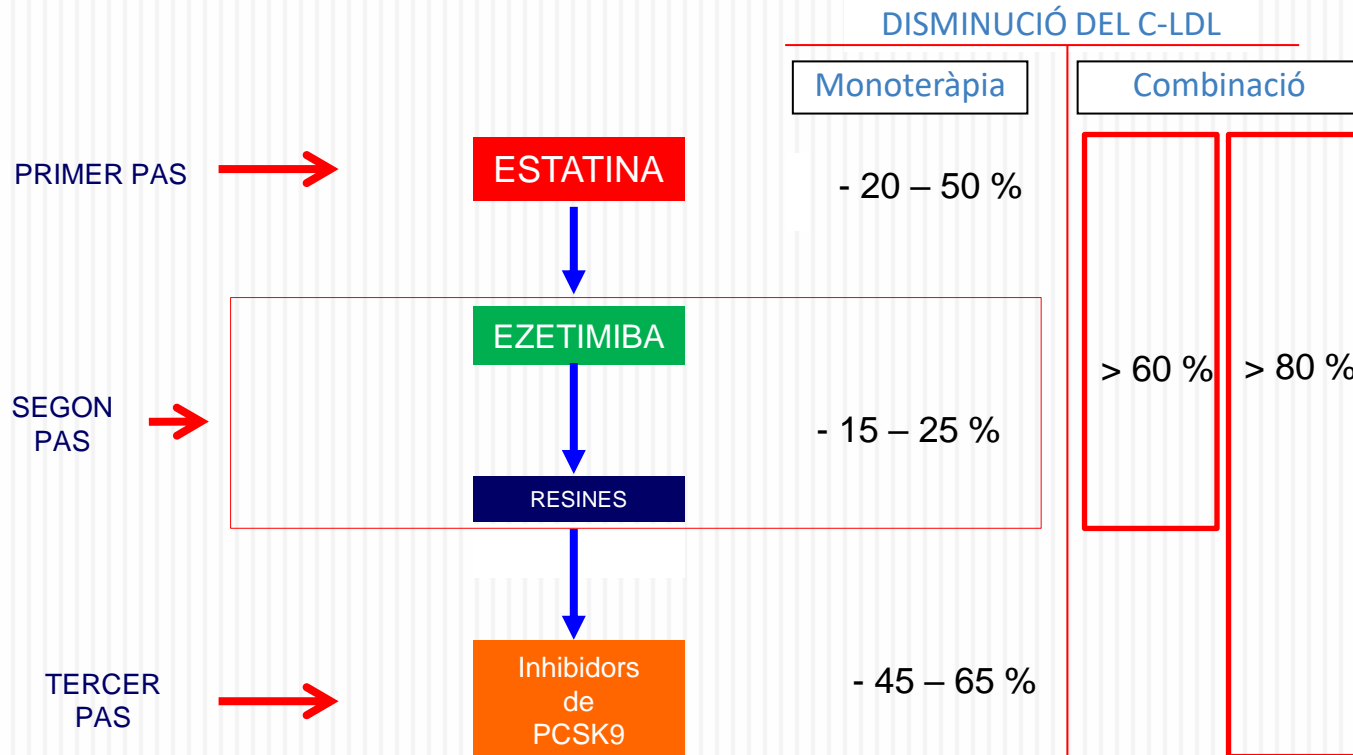 DISMINUCIÓ DEL C-LDL
Monoteràpia
Combinació
PRIMER PAS
ESTATINA
- 20 – 50 %
EZETIMIBA
> 60 %
> 80 %
SEGON
PAS
- 15 – 25 %
RESINES
TERCER
PAS
Inhibidors
de
PCSK9
- 45 – 65 %